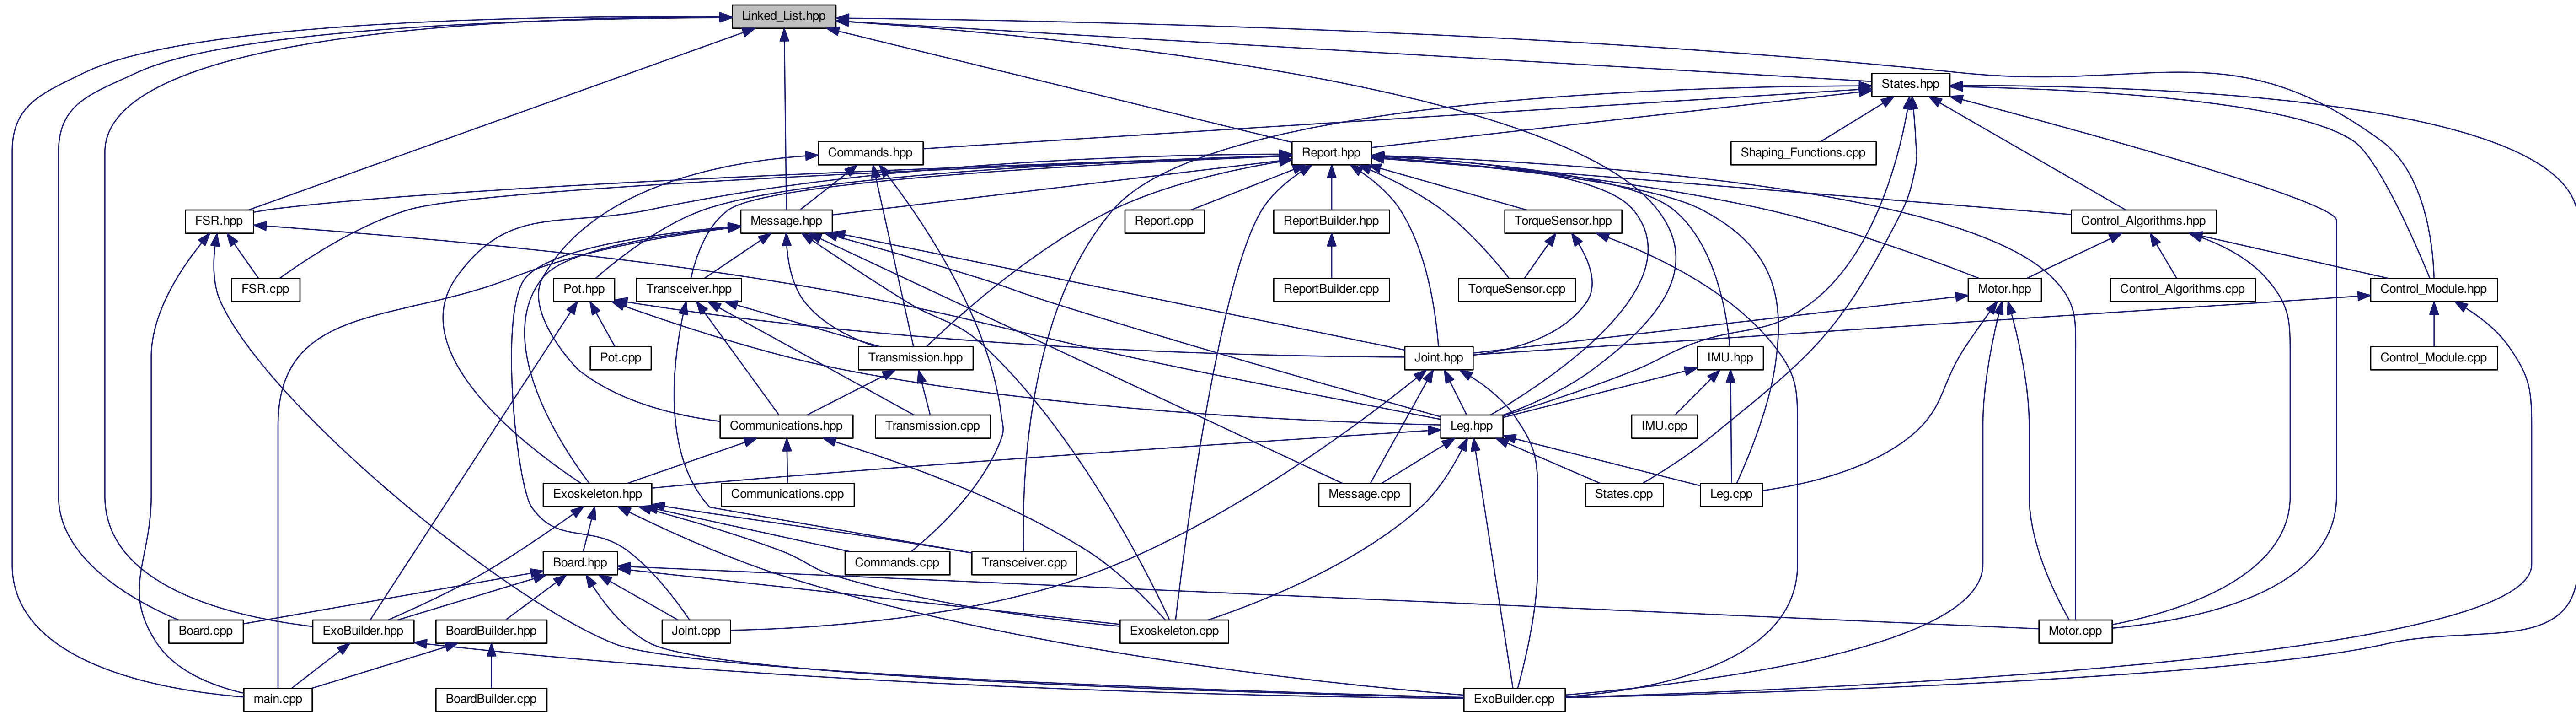 Linked_List.hpp
States.hpp
Commands.hpp
Report.hpp
Shaping_Functions.cpp
FSR.hpp
Message.hpp
Report.cpp
ReportBuilder.hpp
TorqueSensor.hpp
Control_Algorithms.hpp
FSR.cpp
Pot.hpp
Transceiver.hpp
ReportBuilder.cpp
TorqueSensor.cpp
Motor.hpp
Control_Algorithms.cpp
Control_Module.hpp
Pot.cpp
Transmission.hpp
Joint.hpp
IMU.hpp
Control_Module.cpp
Communications.hpp
Transmission.cpp
Leg.hpp
IMU.cpp
Exoskeleton.hpp
Communications.cpp
Message.cpp
States.cpp
Leg.cpp
Board.hpp
Commands.cpp
Transceiver.cpp
Board.cpp
ExoBuilder.hpp
BoardBuilder.hpp
Joint.cpp
Exoskeleton.cpp
Motor.cpp
main.cpp
BoardBuilder.cpp
ExoBuilder.cpp